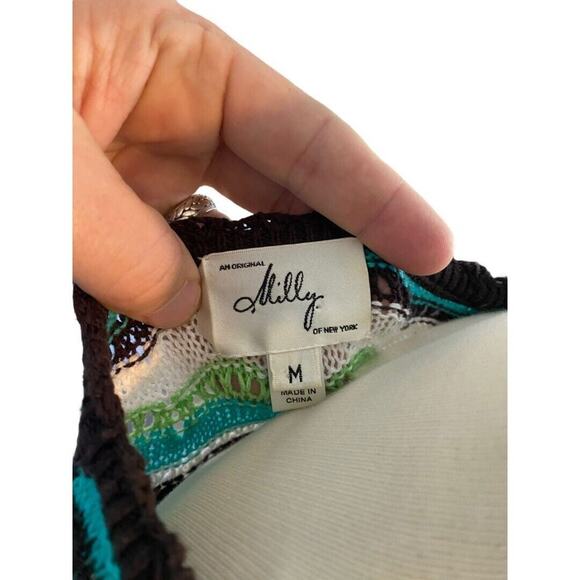 AN ORIGINAL
Milly
OF NEW YORK
M
MADE IN
CHINA